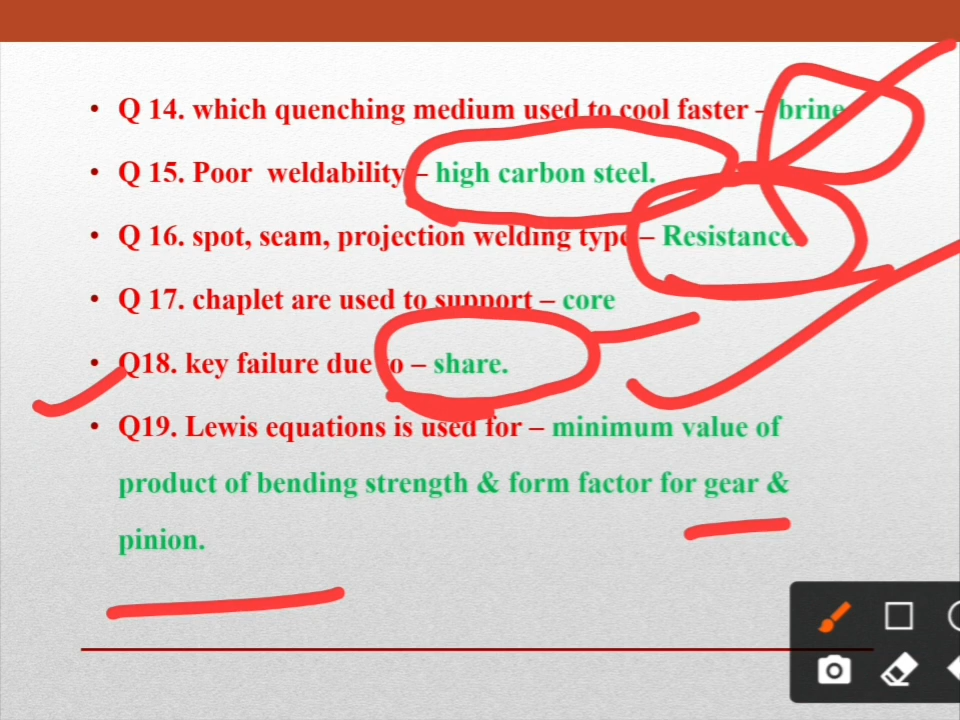 • Q 14. which quenching medium used to cool faster – brine
• Q 15. Poor weldability – high carbon steel.
• Q 16. spot, seam, projection welding type – Resistance.
• Q 17. chaplet are used to support – core
• Q18. key failure due to – share.
• Q19. Lewis equations is used for – minimum value of
product of bending strength & form factor for gear &
pinion.